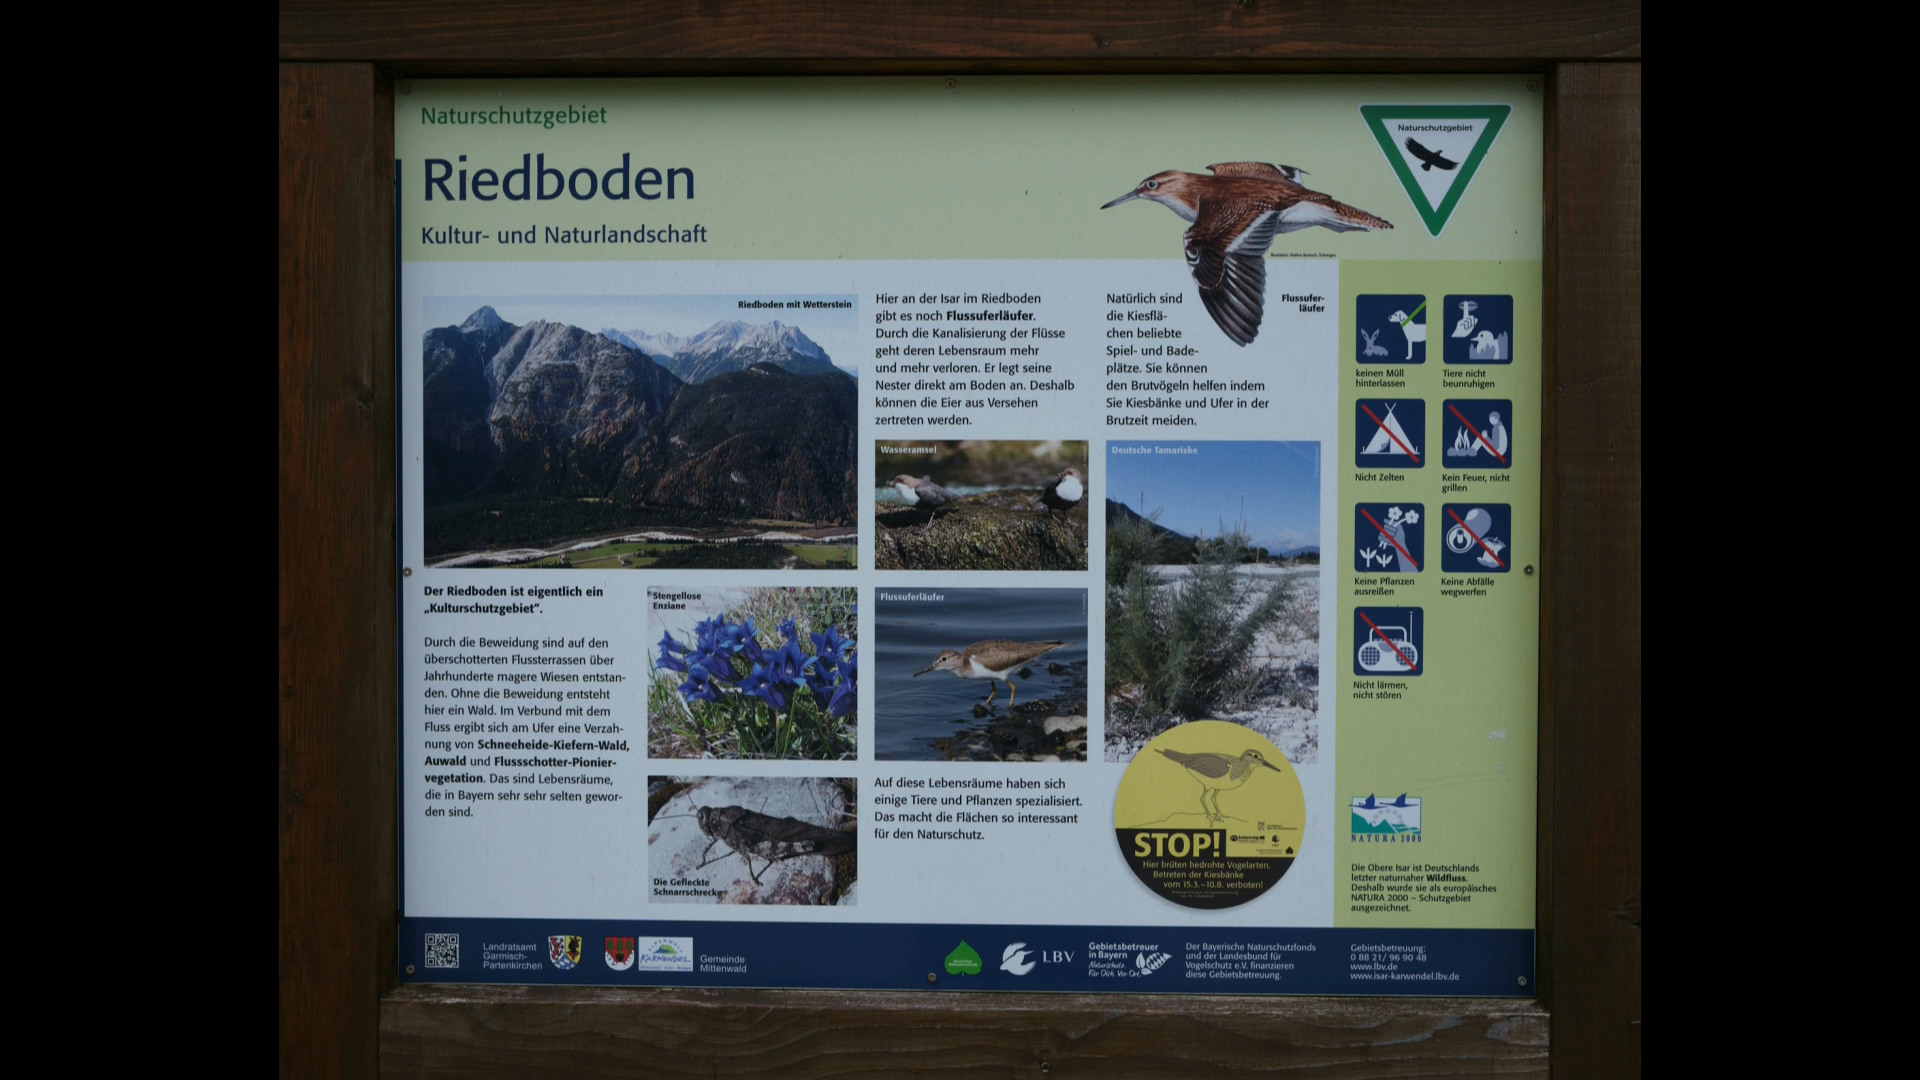 Naturschutzgebiet
Riedboden
Kultur- und Naturlandschaft
Naturschutzgebiet
Riedboden mit Wetterstein
Der Riedboden ist eigentlich ein
„Kulturschutzgebiet“.
Durch die Beweidung sind auf den
überschotterten Flussterrassen über
Jahrhunderte magere Wiesen entstan-
den. Ohne die Beweidung entsteht
hier ein Wald. Im Verbund mit dem
Fluss ergibt sich am Ufer eine Verzah-
nung von Schneeheide-Kiefern-Wald,
Auwald und Flussschotter-Pionier-
vegetation. Das sind Lebensräume,
die in Bayern sehr sehr selten gewor-
den sind.
Stengellose
Enziane
Die Gefleckte
Schnarrschrecke
Hier an der Isar im Riedboden
gibt es noch Flussuferläufer.
Durch die Kanalisierung der Flüsse
geht deren Lebensraum mehr
und mehr verloren. Er legt seine
Nester direkt am Boden an. Deshalb
können die Eier aus Versehen
zertreten werden.
Wasseramsel
Flussuferläufer
Auf diese Lebensräume haben sich
einige Tiere und Pflanzen spezialisiert.
Das macht die Flächen so interessant
für den Naturschutz.
Natürlich sind
die Kiesflä-
chen beliebte
Spiel- und Bade-
plätze. Sie können
den Brutvögeln helfen indem
Sie Kiesbänke und Ufer in der
Brutzeit meiden.
Flussufer-
läufer
Deutsche Tamariske
STOP!
Hier brüten bedrohte Vogelarten.
Betreten der Kiesbänke
vom 15.3.–10.8. verboten!
keinen Müll
hinterlassen
Tiere nicht
beunruhigen
Nicht Zelten
Kein Feuer, nicht
grillen
Keine Pflanzen
ausreißen
Keine Abfälle
wegwerfen
Nicht lärmen,
nicht stören
NATURA 2000
Die Obere Isar ist Deutschlands
letzter naturnaher Wildfluss.
Deshalb wurde sie als europäisches
NATURA 2000 – Schutzgebiet
ausgezeichnet.
Landratsamt
Garmisch-
Partenkirchen
KARWENDEL
Gemeinde
Mittenwald
LBV
Gebietsbetreuer
in Bayern
Naturschutz.
Für Dich. Vor Ort.
Der Bayerische Naturschutzfonds
und der Landesbund für
Vogelschutz e.V. finanzieren
diese Gebietsbetreuung.
Gebietsbetreuung:
0 88 21/ 96 90 48
www.lbv.de
www.isar-karwendel.lbv.de